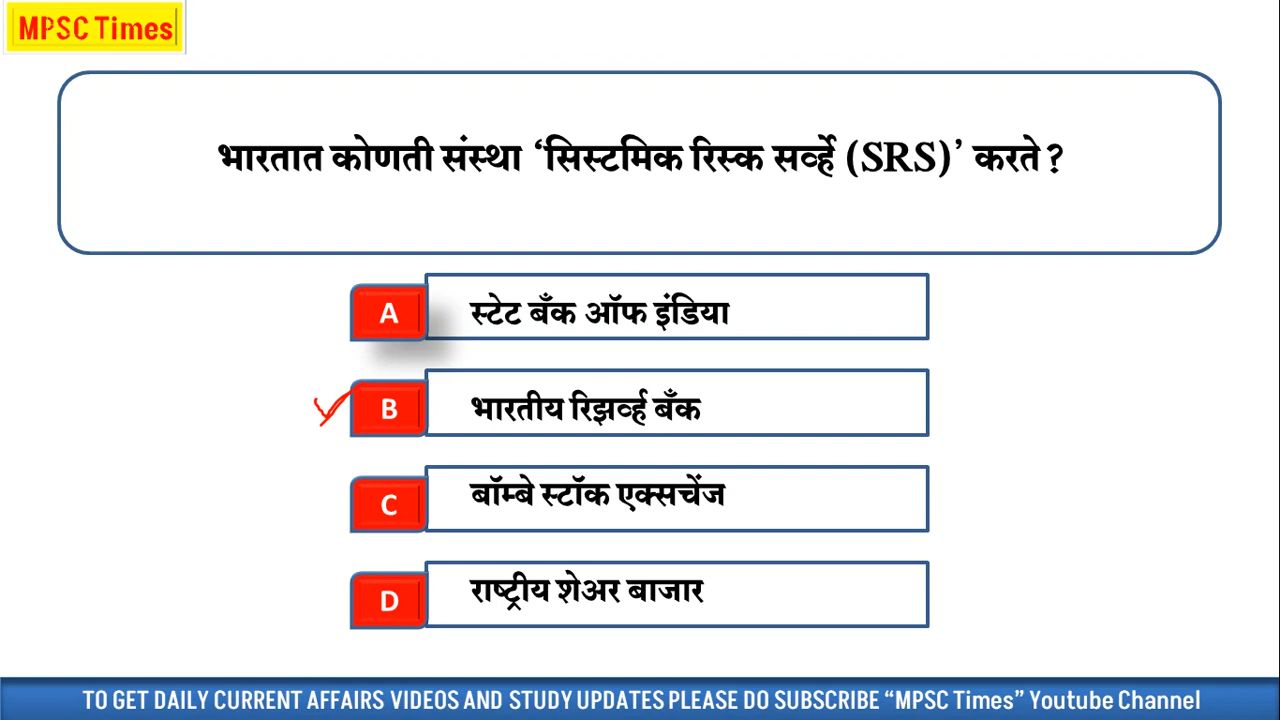 MPSC Times
भारतात कोणती संस्था ‘सिस्टमिक रिस्क सर्व्हे (SRS)’ करते ?
A स्टेट बँक ऑफ इंडिया
B भारतीय रिझर्व्ह बँक
C बॉम्बे स्टॉक एक्सचेंज
D राष्ट्रीय शेअर बाजार
TO GET DAILY CURRENT AFFAIRS VIDEOS AND STUDY UPDATES PLEASE DO SUBSCRIBE “MPSC Times” Youtube Channel